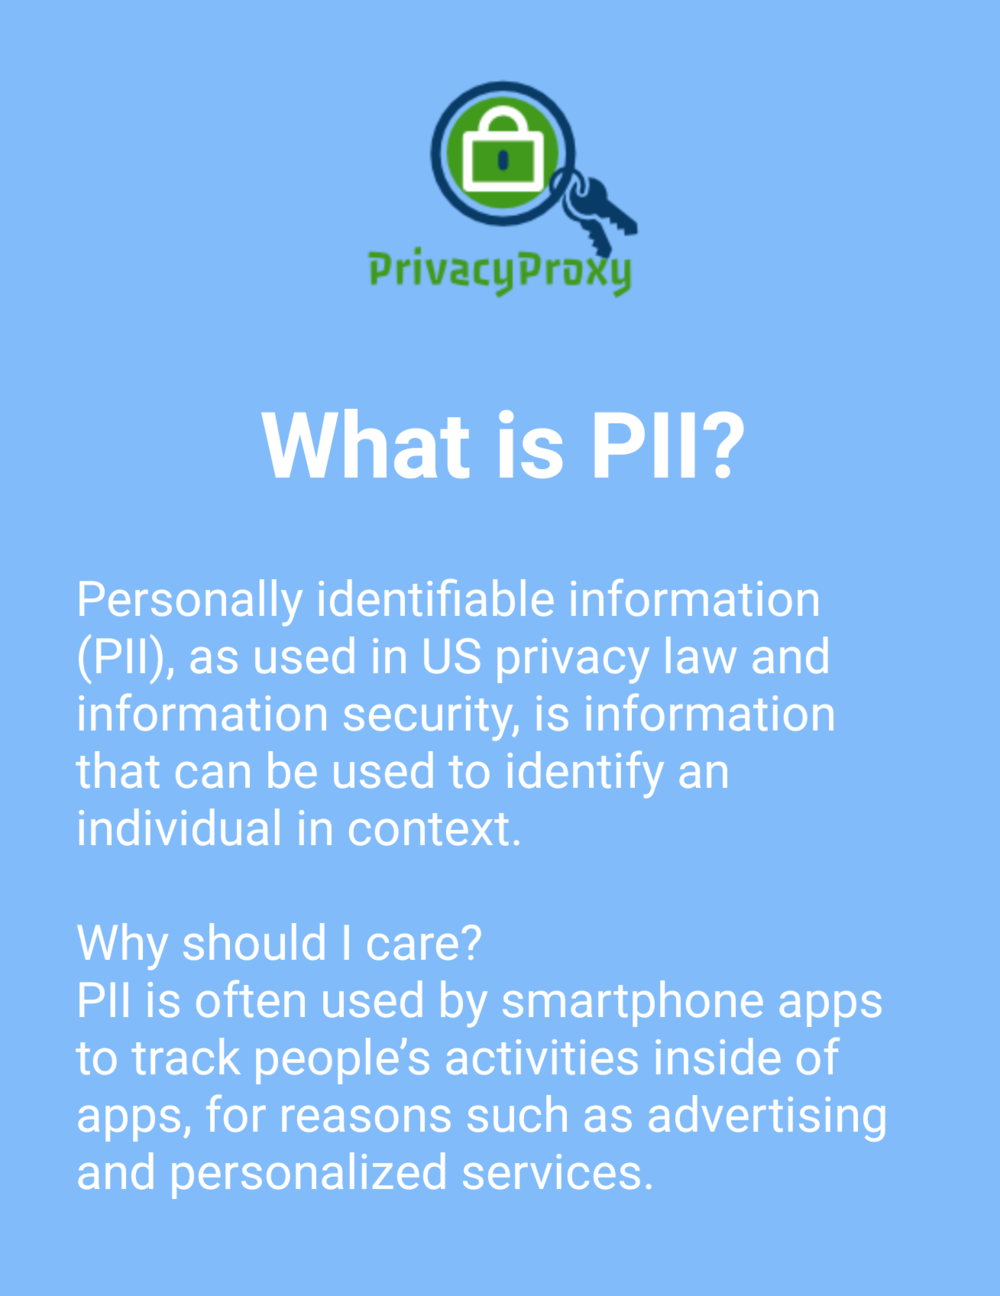 PrivacyProxy
What is PII?
Personally identifiable information
(PII), as used in US privacy law and
information security, is information
that can be used to identify an
individual in context.
Why should I care?
PII is often used by smartphone apps
to track people’s activities inside of
apps, for reasons such as advertising
and personalized services.